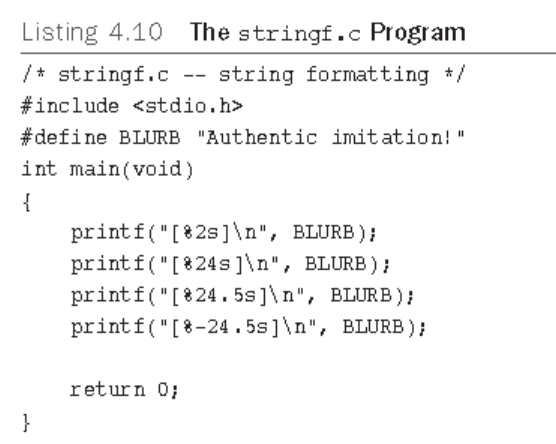 Listing 4.10 The stringf.c Program
/* stringf.c -- string formatting */
#include <stdio.h>
#define BLURB "Authentic imitation!"
int main(void)
{
    printf("[%2s]\n", BLURB);
    printf("[%24s]\n", BLURB);
    printf("[%24.5s]\n", BLURB);
    printf("[%-24.5s]\n", BLURB);

    return 0;
}